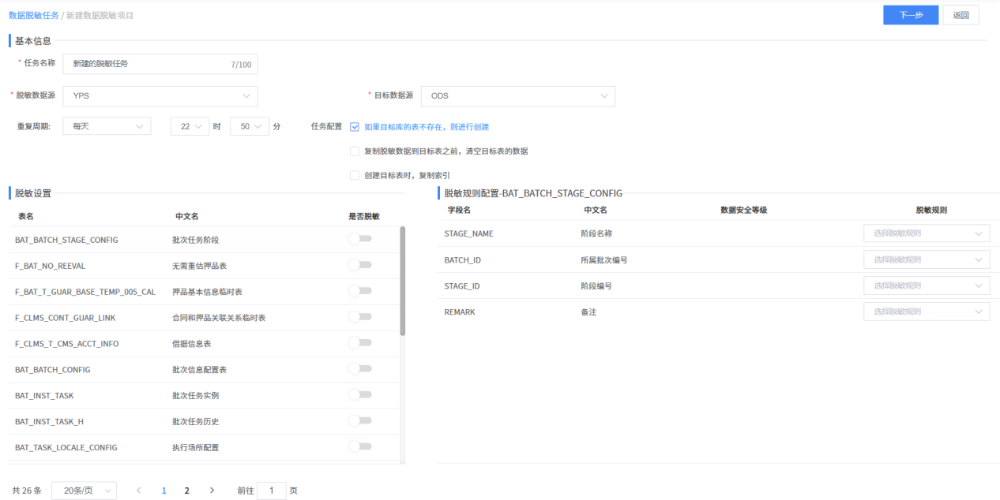 数据脱敏任务 / 新建数据脱敏项目 下一步 返回
基本信息
* 任务名称 新建的脱敏任务 7/100
* 脱敏数据源 YPS * 目标数据源 ODS
重复周期: 每天 22 时 50 分 任务配置 如果目标库的表不存在，则进行创建
复制脱敏数据到目标表之前，清空目标表的数据
创建目标表时，复制索引
脱敏设置
表名 中文名 是否脱敏
BAT_BATCH_STAGE_CONFIG 批次任务阶段
F_BAT_NO_REEVAL 无需重估押品表
F_BAT_T_GUAR_BASE_TEMP_005_CAL 押品基本信息临时表
F_CLMS_CONT_GUAR_LINK 合同和押品关联关系临时表
F_CLMS_T_CMS_ACCT_INFO 借据信息表
BAT_BATCH_CONFIG 批次信息配置表
BAT_INST_TASK 批次任务实例
BAT_INST_TASK_H 批次任务历史
BAT_TASK_LOCALE_CONFIG 执行场所配置
共 26 条 20条/页 1 2 前往 1 页
脱敏规则配置-BAT_BATCH_STAGE_CONFIG
字段名 中文名 数据安全等级 脱敏规则
STAGE_NAME 阶段名称 选择脱敏规则
BATCH_ID 所属批次编号 选择脱敏规则
STAGE_ID 阶段编号 选择脱敏规则
REMARK 备注 选择脱敏规则